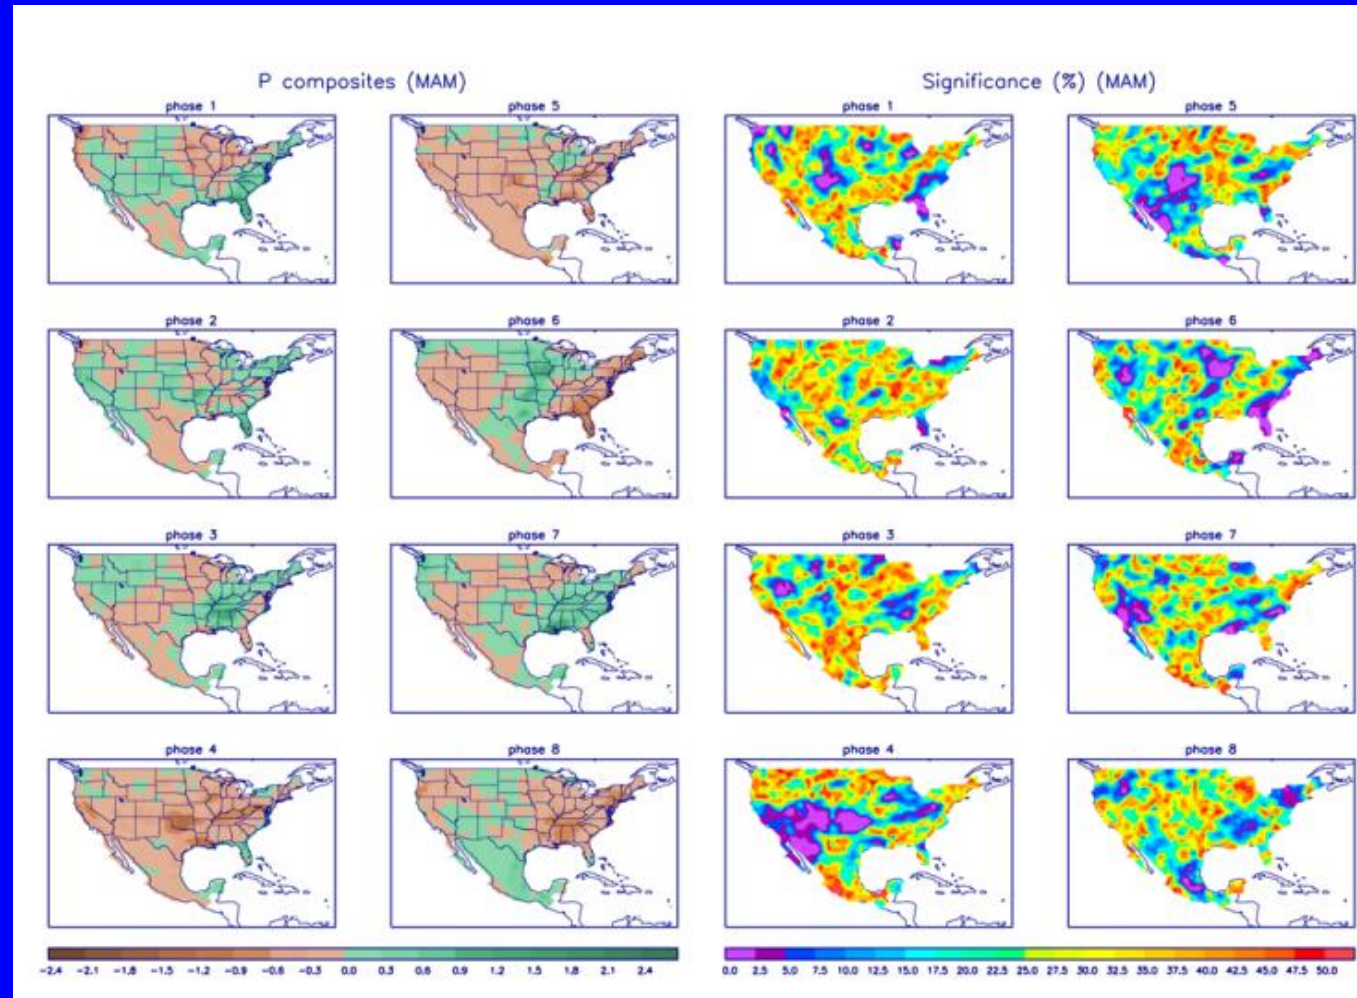 P composites (MAM) Significance (%) (MAM)
phase 1 phase 5 phase 1 phase 5
phase 2 phase 6 phase 2 phase 6
phase 3 phase 7 phase 3 phase 7
phase 4 phase 8 phase 4 phase 8
-2.4 -2.1 -1.8 -1.5 -1.2 -0.9 -0.6 -0.3 0.0 0.3 0.6 0.9 1.2 1.5 1.8 2.1 2.4 0.0 2.5 5.0 7.5 10.0 12.5 15.0 17.5 20.0 22.5 25.0 27.5 30.0 32.5 35.0 37.5 40.0 42.5 45.0 47.5 50.0